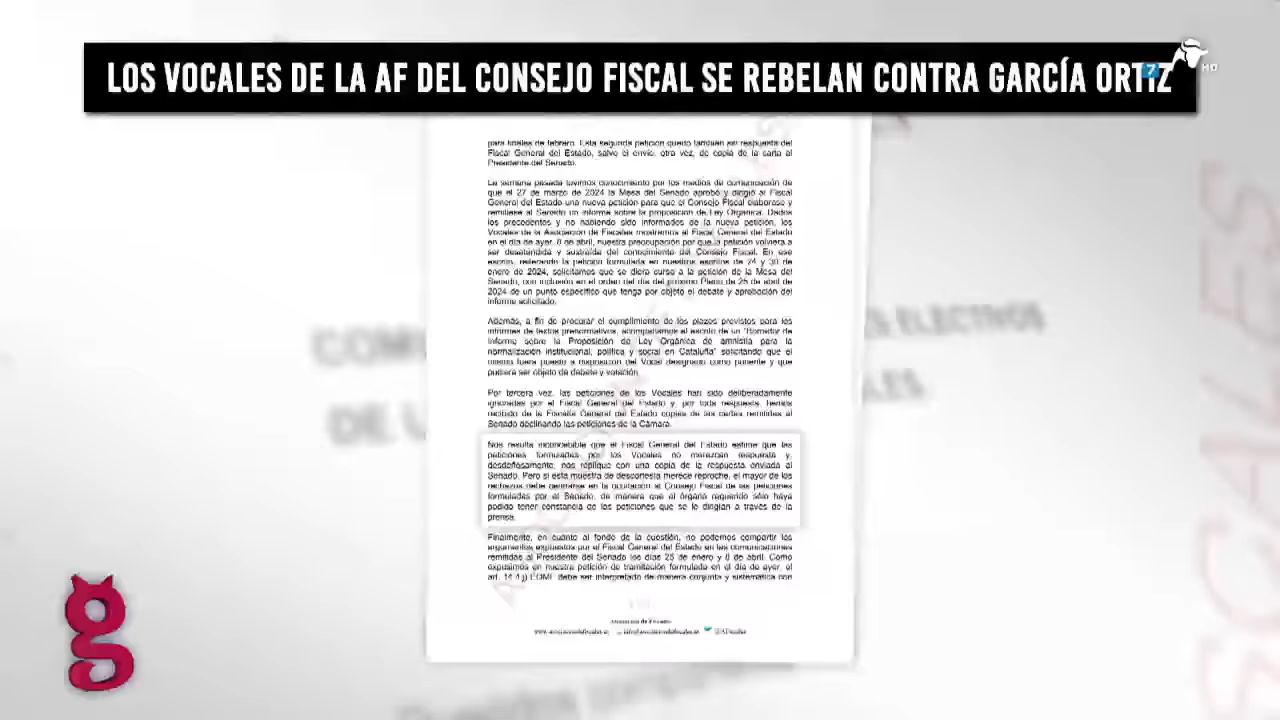 LOS VOCALES DE LA AF DEL CONSEJO FISCAL SE REBELAN CONTRA GARCÍA ORTIZ
7
HD
para finales de febrero. Esta segunda petición quedó también sin respuesta del
Fiscal General del Estado, salvo el envío, otra vez, de copia de la carta al
Presidente del Senado.
La semana pasada tuvimos conocimiento por los medios de comunicación de
que el 27 de marzo de 2024 la Mesa del Senado aprobó y dirigió al Fiscal
General del Estado una nueva petición para que el Consejo Fiscal elaborase y
remitiese al Senado un informe sobre la proposición de Ley Orgánica. Dados
los precedentes y no habiendo sido informados de la nueva petición, los
Vocales de la Asociación de Fiscales mostramos al Fiscal General del Estado
en el día de ayer, 8 de abril, nuestra preocupación por que la petición volviera a
ser desatendida y sustraída del conocimiento del Consejo Fiscal. En ese
escrito, reiterando la petición formulada en nuestros escritos de 24 y 30 de
enero de 2024, solicitamos que se diera curso a la petición de la Mesa del
Senado, con inclusión en el orden del día del próximo Pleno de 25 de abril de
2024 de un punto específico que tenga por objeto el debate y aprobación del
informe solicitado.
Además, a fin de procurar el cumplimiento de los plazos previstos para los
informes de textos prenormativos, acompañamos al escrito de un "Borrador de
Informe sobre la Proposición de Ley Orgánica de amnistía para la
normalización institucional, política y social en Cataluña" solicitando que el
mismo fuera puesto a disposición del Vocal designado como ponente y que
pudiera ser objeto de debate y votación.
Por tercera vez, las peticiones de los Vocales han sido deliberadamente
ignoradas por el Fiscal General del Estado y, por toda respuesta, hemos
recibido de la Fiscalía General del Estado copias de las cartas remitidas al
Senado declinando las peticiones de la Cámara.
Nos resulta inconcebible que el Fiscal General del Estado estime que las
peticiones formuladas por los Vocales no merezcan respuesta y,
desdeñosamente, nos replique con una copia de la respuesta enviada al
Senado. Pero si esta muestra de descortesía merece reproche, el mayor de los
rechazos debe centrarse en la ocultación al Consejo Fiscal de las peticiones
formuladas por el Senado, de manera que el órgano requerido sólo haya
podido tener constancia de las peticiones que se le dirigían a través de la
prensa.
Finalmente, en cuanto al fondo de la cuestión, no podemos compartir los
argumentos expuestos por el Fiscal General del Estado en las comunicaciones
remitidas al Presidente del Senado los días 25 de enero y 8 de abril. Como
exponíamos en nuestra petición de tramitación formulada en el día de ayer, el
art. 14.4 j) EOMF debe ser interpretado de manera conjunta y sistemática con
S ELECTIVOS
DE
g